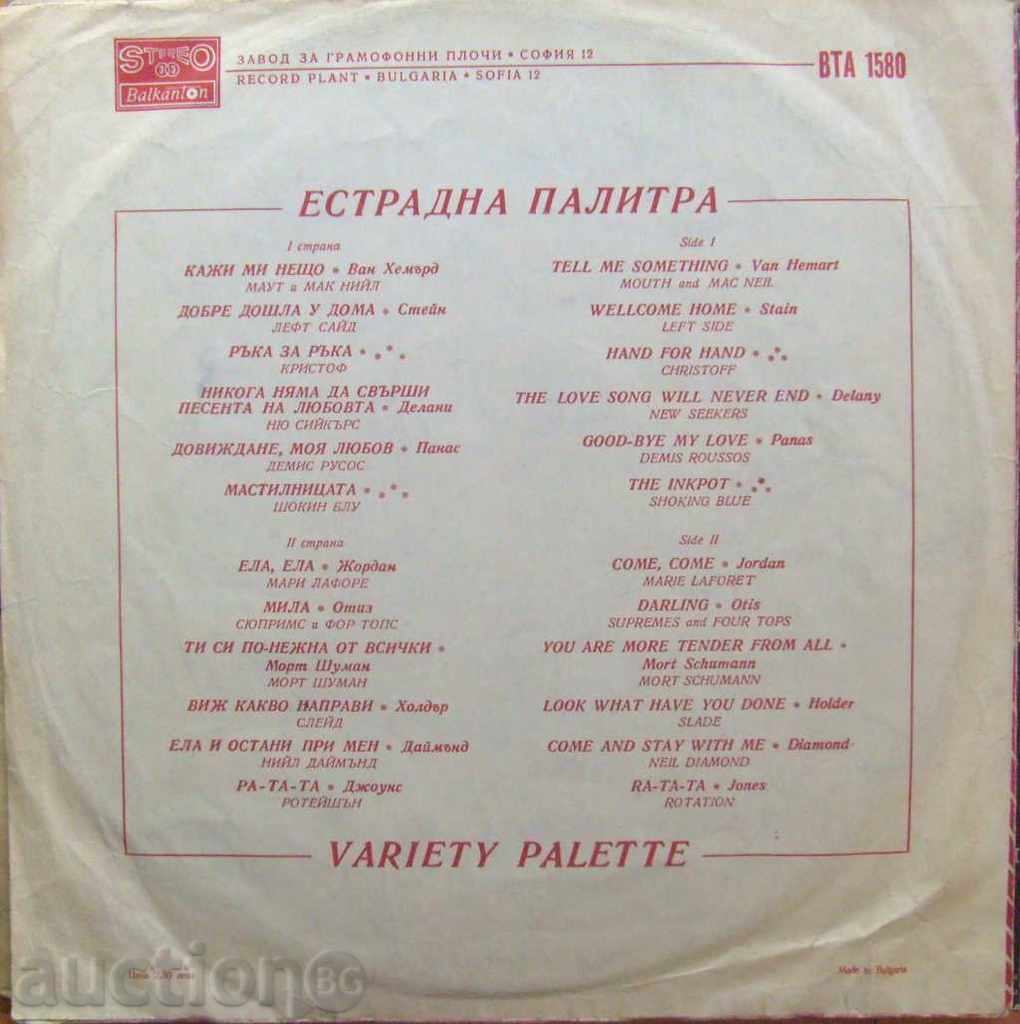 STEREO
Balkanton
ЗАВОД ЗА ГРАМОФОННИ ПЛОЧИ • СОФИЯ 12
RECORD PLANT • BULGARIA • SOFIA 12
ВТА 1580
ЕСТРАДНА ПАЛИТРА
I страна
КАЖИ МИ НЕЩО • Ван Хемърд
МАУТ и МАК НИЙЛ
ДОБРЕ ДОШЛА У ДОМА • Стейн
ЛЕФТ САЙД
РЪКА ЗА РЪКА • •*•
КРИСТОФ
НИКОГА НЯМА ДА СВЪРШИ
ПЕСЕНТА НА ЛЮБОВТА • Делани
НЮ СИЙКЪРС
ДОВИЖДАНЕ, МОЯ ЛЮБОВ • Панас
ДЕМИС РУСОС
МАСТИЛНИЦАТА • •*•
ШОКИН БЛУ
II страна
ЕЛА, ЕЛА • Жордан
МАРИ ЛАФОРЕ
МИЛА • Отиз
СЮПРИМС и ФОР ТОПС
ТИ СИ ПО-НЕЖНА ОТ ВСИЧКИ •
Морт Шуман
МОРТ ШУМАН
ВИЖ КАКВО НАПРАВИ • Холдър
СЛЕЙД
ЕЛА И ОСТАНИ ПРИ МЕН • Даймънд
НИЙЛ ДАЙМЪНД
РА-ТА-ТА • Джоунс
РОТЕЙШЪН
Side I
TELL ME SOMETHING • Van Hemart
MOUTH and MAC NEIL
WELLCOME HOME • Stain
LEFT SIDE
HAND FOR HAND • •*•
CHRISTOFF
THE LOVE SONG WILL NEVER END • Delany
NEW SEEKERS
GOOD-BYE MY LOVE • Panas
DEMIS ROUSSOS
THE INKPOT • •*•
SHOKING BLUE
Side II
COME, COME • Jordan
MARIE LAFORET
DARLING • Otis
SUPREMES and FOUR TOPS
YOU ARE MORE TENDER FROM ALL •
Mort Schumann
MORT SCHUMANN
LOOK WHAT HAVE YOU DONE • Holder
SLADE
COME AND STAY WITH ME • Diamond
NEIL DIAMOND
RA-TA-TA • Jones
ROTATION
VARIETY PALETTE
Цена
лева
Made in Bulgaria
auction BG